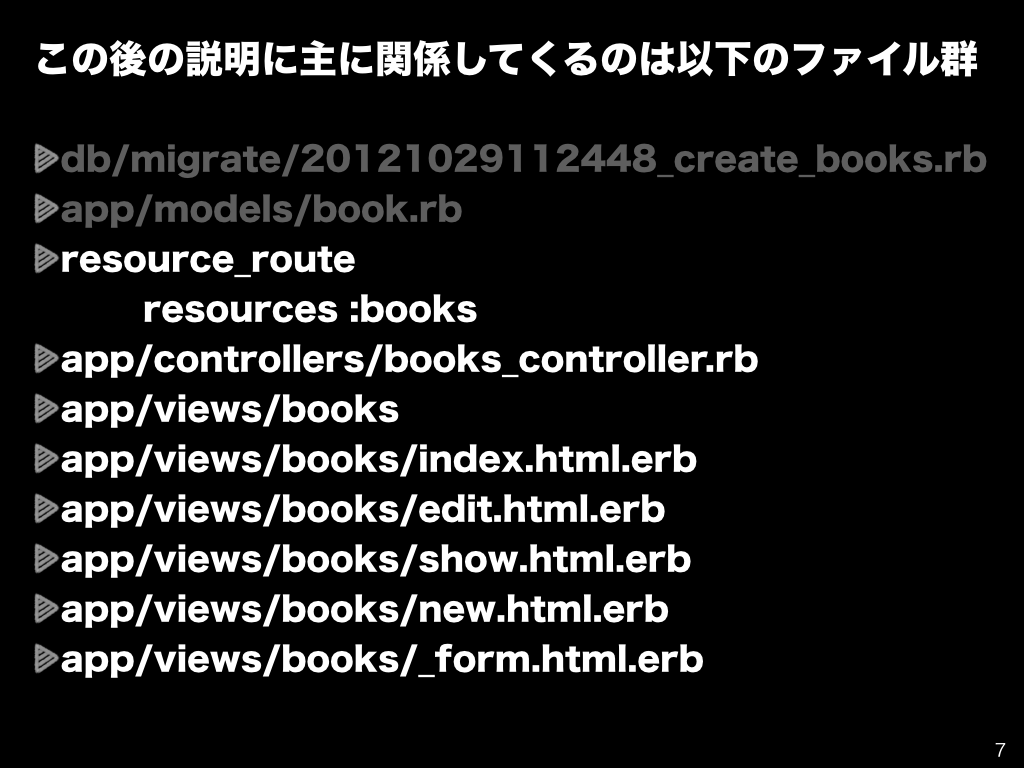 この後の説明に主に関係してくるのは以下のファイル群
db/migrate/20121029112448_create_books.rb
app/models/book.rb
resource_route
resources :books
app/controllers/books_controller.rb
app/views/books
app/views/books/index.html.erb
app/views/books/edit.html.erb
app/views/books/show.html.erb
app/views/books/new.html.erb
app/views/books/_form.html.erb
7